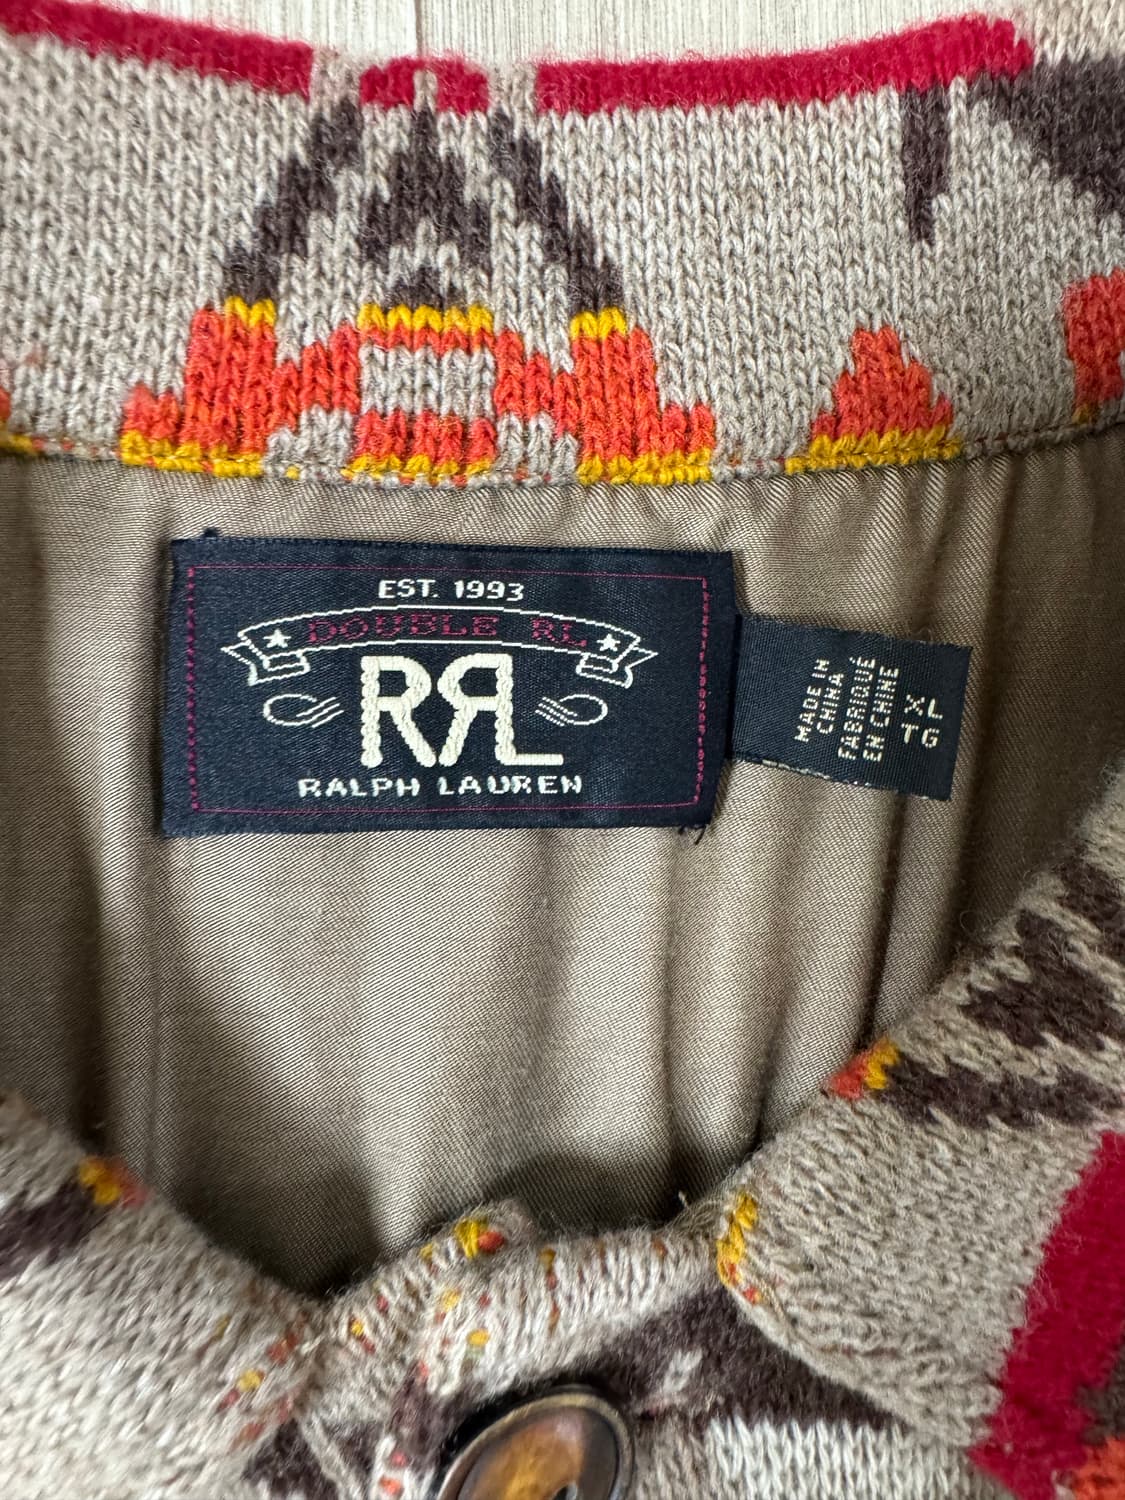 EST. 1993
DOUBLE RL
RRL
RALPH LAUREN
MADE IN
CHINA
FABRIQUÉ
EN CHINE
XL
TG